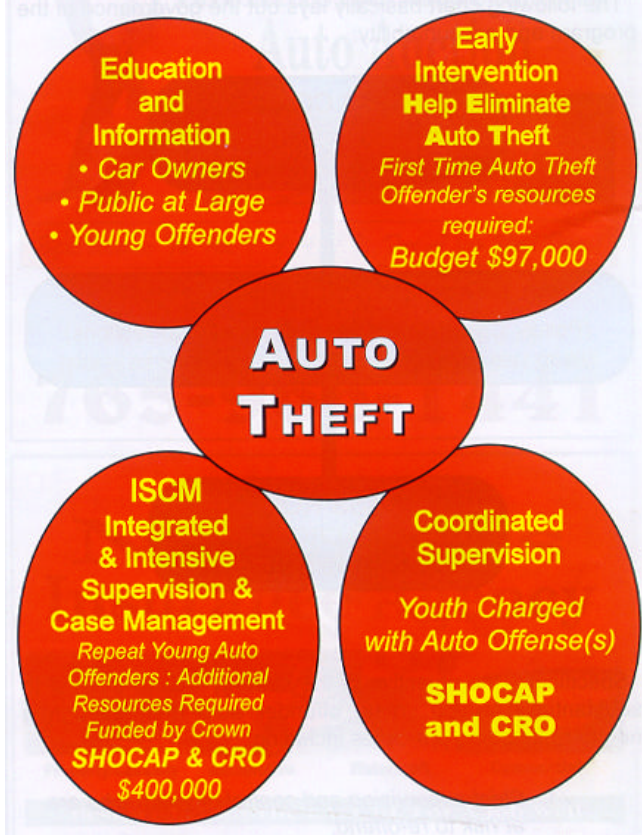 Education
and
Information
• Car Owners
• Public at Large
• Young Offenders
Early
Intervention
Help Eliminate
Auto Theft
First Time Auto Theft
Offender's resources
required:
Budget $97,000
AUTO
THEFT
ISCM
Integrated
& Intensive
Supervision &
Case Management
Repeat Young Auto
Offenders : Additional
Resources Required
Funded by Crown
SHOCAP & CRO
$400,000
Coordinated
Supervision
Youth Charged
with Auto Offense(s)
SHOCAP
and CRO